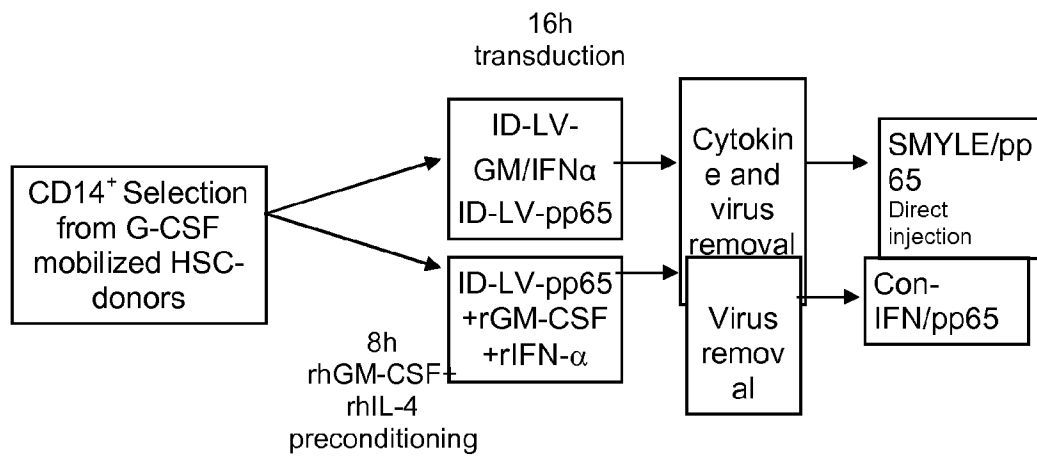 16h
transduction
CD14⁺ Selection
from G-CSF
mobilized HSC-
donors
8h
rhGM-CSF+
rhIL-4
preconditioning
ID-LV-
GM/IFNα
ID-LV-pp65
ID-LV-pp65
+rGM-CSF
+rIFN-α
Cytokin
e and
virus
removal
Virus
remov
al
SMYLE/pp
65
Direct
injection
Con-
IFN/pp65